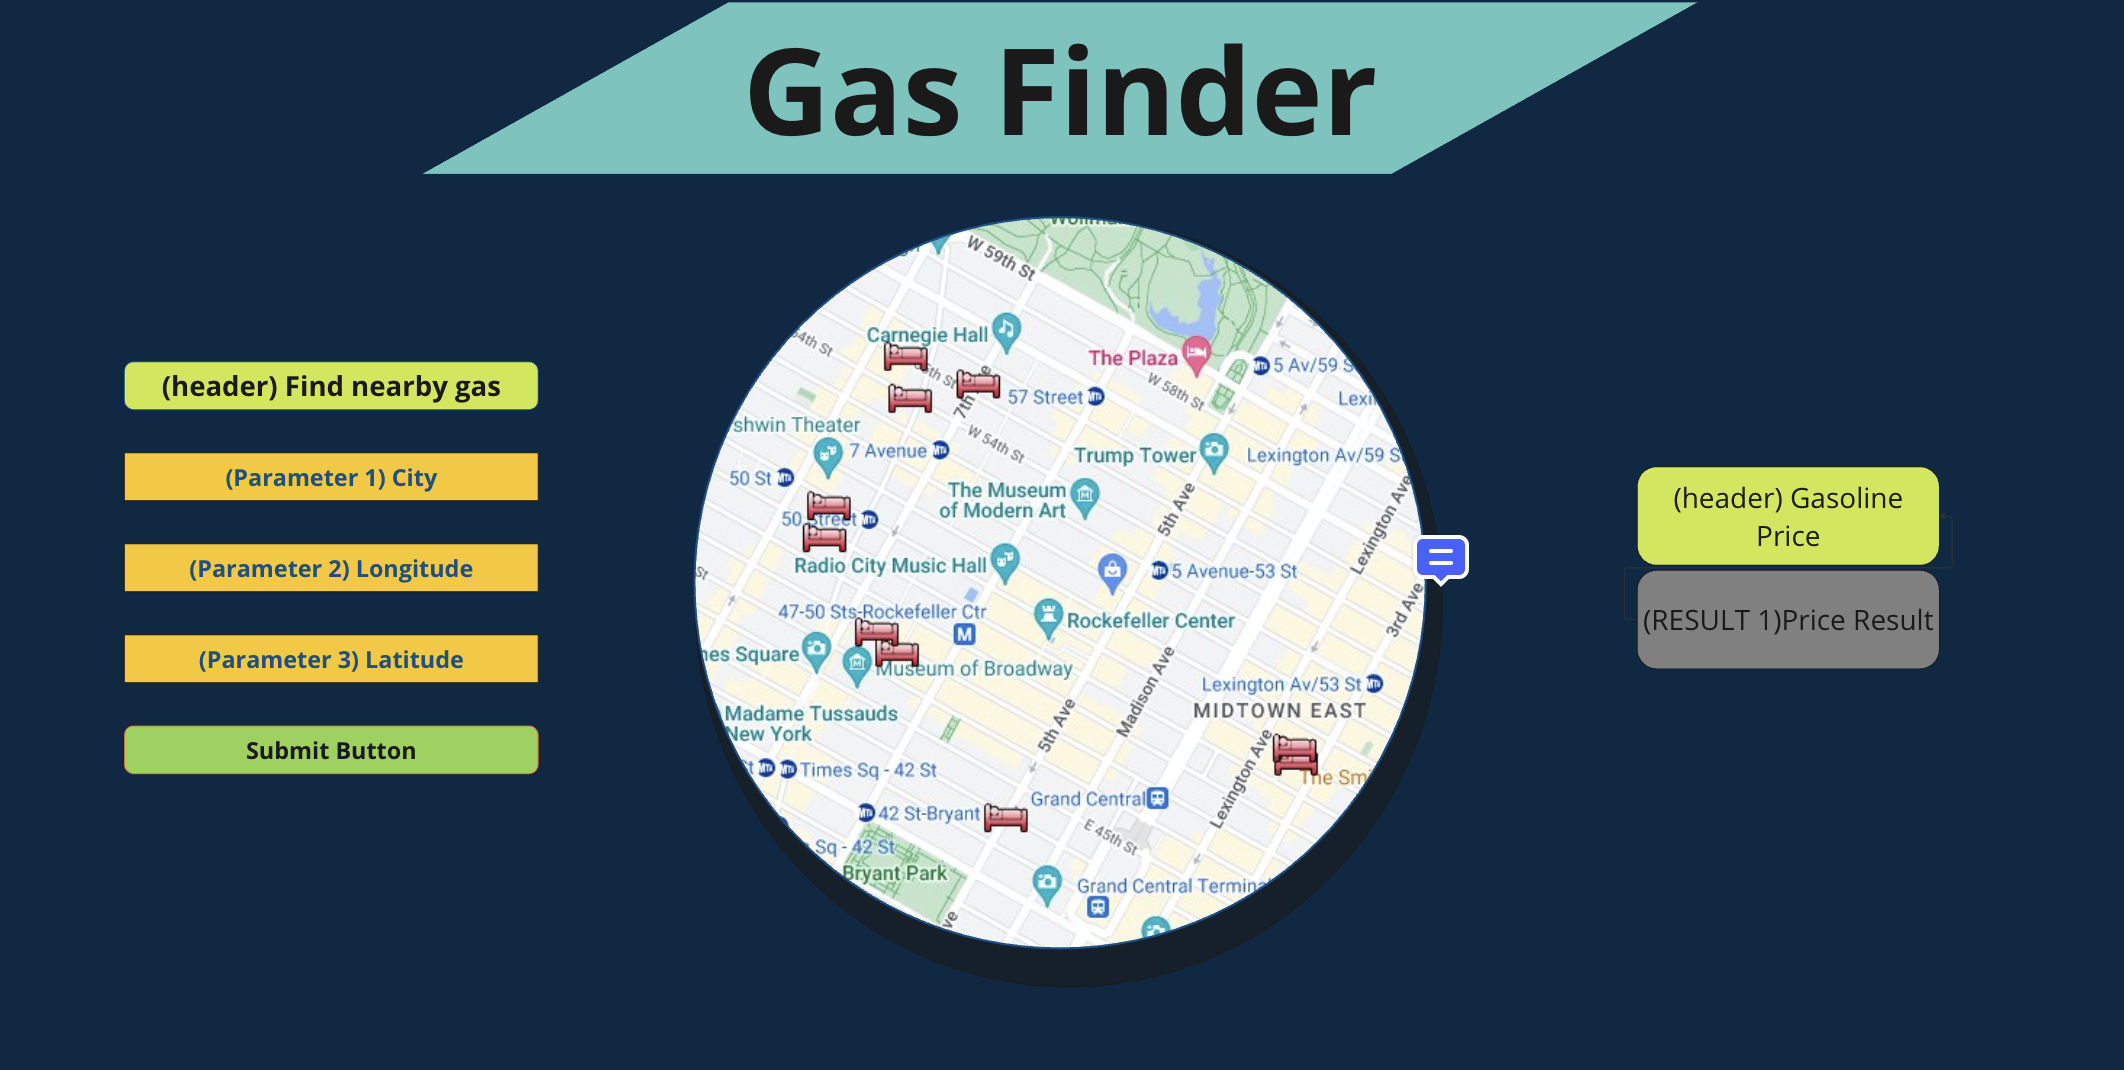 Gas Finder
(header) Find nearby gas
(Parameter 1) City
(Parameter 2) Longitude
(Parameter 3) Latitude
Submit Button
W 59th St
Carnegie Hall
The Plaza
5 Av/59 S
W 58th St
57 Street
7th
shwin Theater
7 Avenue
W 54th St
Trump Tower
Lexington Av/59 S
50 St
The Museum
of Modern Art
5th Ave
Lexington Ave
50 Street
Radio City Music Hall
5 Avenue-53 St
47-50 Sts-Rockefeller Ctr
M
Rockefeller Center
3rd Ave
nes Square
Museum of Broadway
Madison Ave
Lexington Av/53 St
MIDTOWN EAST
Madame Tussauds
New York
5th Ave
Times Sq - 42 St
Lexington Ave
The Smi
Grand Central
42 St-Bryant
E 45th St
Sq - 42 St
Bryant Park
Grand Central Terminal
(header) Gasoline
Price
(RESULT 1)Price Result